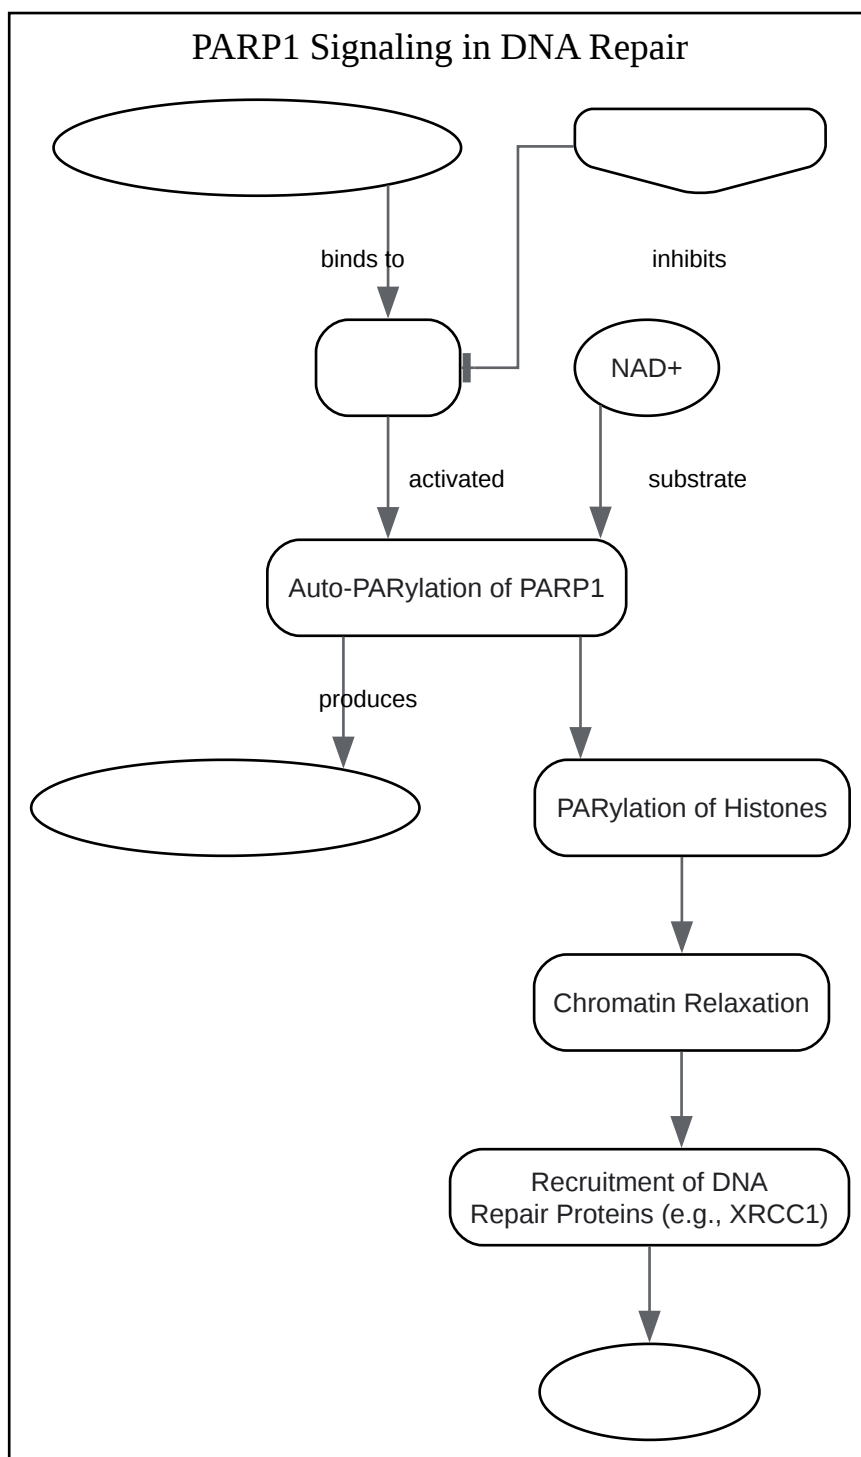 PARP1 Signaling in DNA Repair
binds to
inhibits
NAD+
activated
substrate
Auto-PARylation of PARP1
produces
PARylation of Histones
Chromatin Relaxation
Recruitment of DNA
Repair Proteins (e.g., XRCC1)